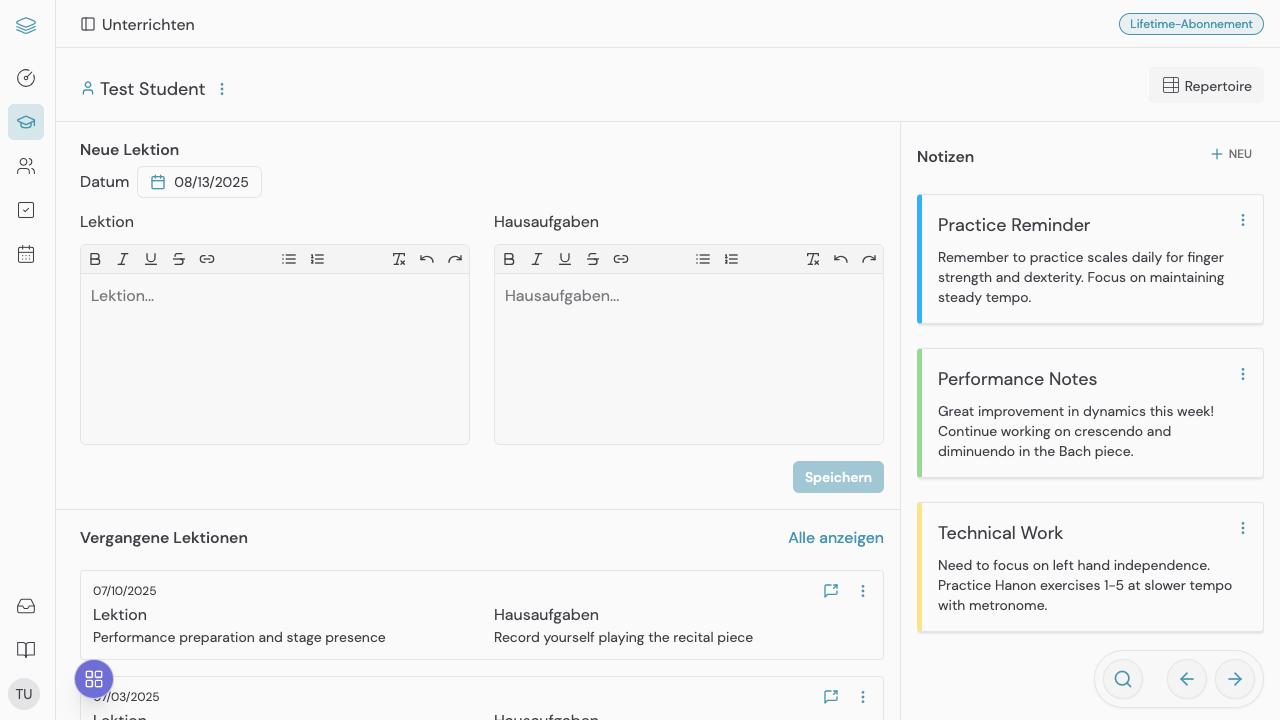 Unterrichten
Lifetime-Abonnement
Test Student
Repertoire
Neue Lektion
Datum 08/13/2025
Lektion
Lektion...
Hausaufgaben
Hausaufgaben...
Speichern
Vergangene Lektionen
Alle anzeigen
07/10/2025
Lektion
Performance preparation and stage presence
Hausaufgaben
Record yourself playing the recital piece
07/03/2025
Lektion
Hausaufgaben
Notizen
NEU
Practice Reminder
Remember to practice scales daily for finger
strength and dexterity. Focus on maintaining
steady tempo.
Performance Notes
Great improvement in dynamics this week!
Continue working on crescendo and
diminuendo in the Bach piece.
Technical Work
Need to focus on left hand independence.
Practice Hanon exercises 1-5 at slower tempo
with metronome.
TU